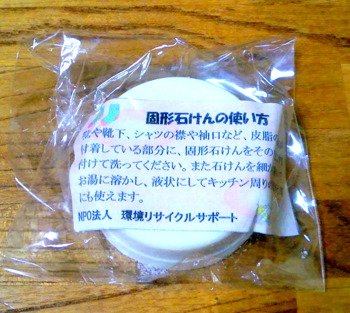 固形石けんの使い方
や靴下、シャツの襟や袖口など、皮脂の
付着している部分に、固形石けんをその
付けて洗ってください。また石けんを細か
お湯に溶かし、液状にしてキッチン周りの
にも使えます。
NPO法人 環境リサイクルサポート